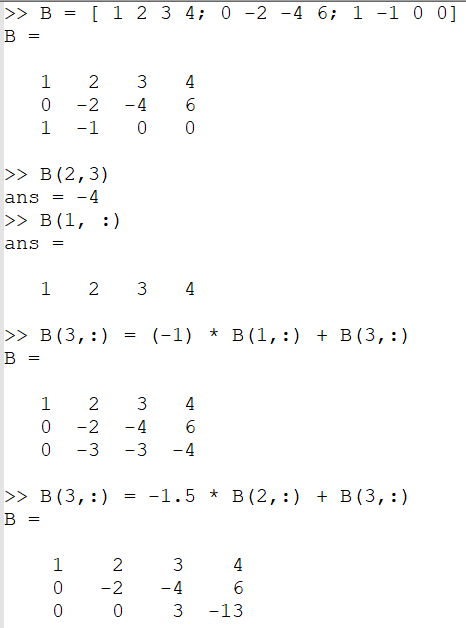 >> B = [ 1 2 3 4; 0 -2 -4 6; 1 -1 0 0]
B =
1 2 3 4
0 -2 -4 6
1 -1 0 0
>> B(2,3)
ans = -4
>> B(1, :)
ans =
1 2 3 4
>> B(3,:) = (-1) * B(1,:) + B(3,:)
B =
1 2 3 4
0 -2 -4 6
0 -3 -3 -4
>> B(3,:) = -1.5 * B(2,:) + B(3,:)
B =
1 2 3 4
0 -2 -4 6
0 0 3 -13